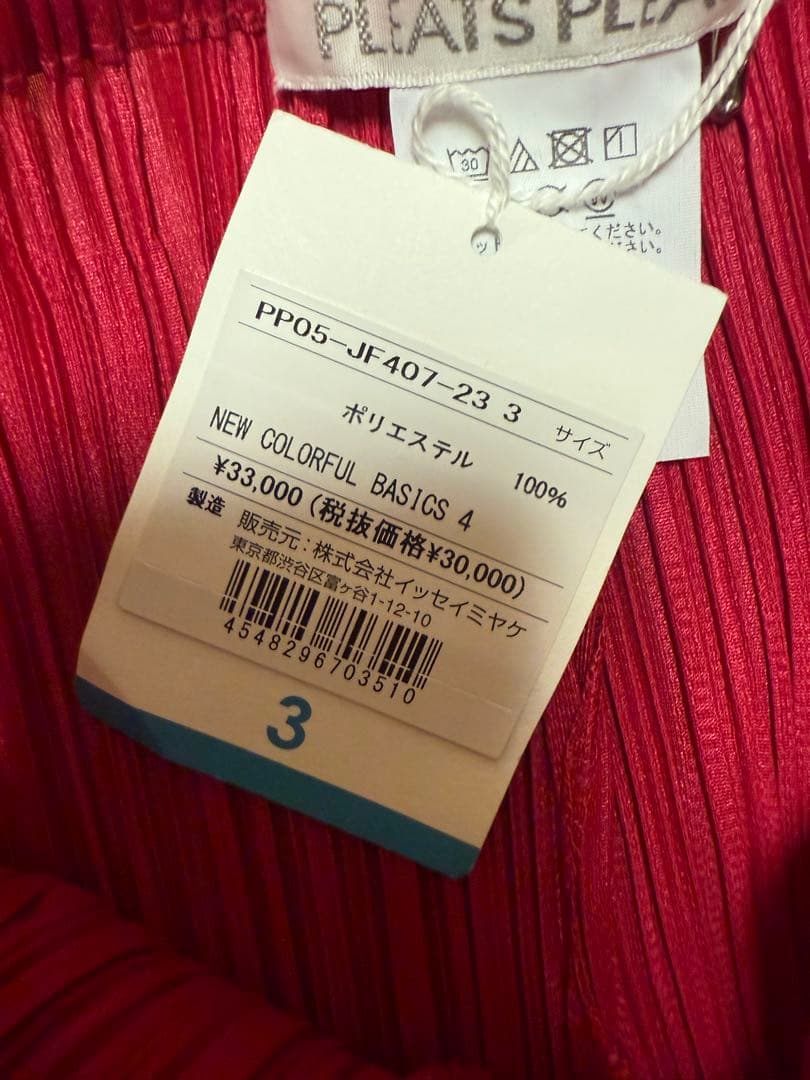 PLEATS PLEA
30
ください。
ださい。
ッ
PP05-JF407-23 3 サイズ
ポリエステル 100%
NEW COLORFUL BASICS 4
¥33,000 (税抜価格¥30,000)
製造 販売元:株式会社イッセイミヤケ
東京都渋谷区富ヶ谷1-12-10
4548296703510
3